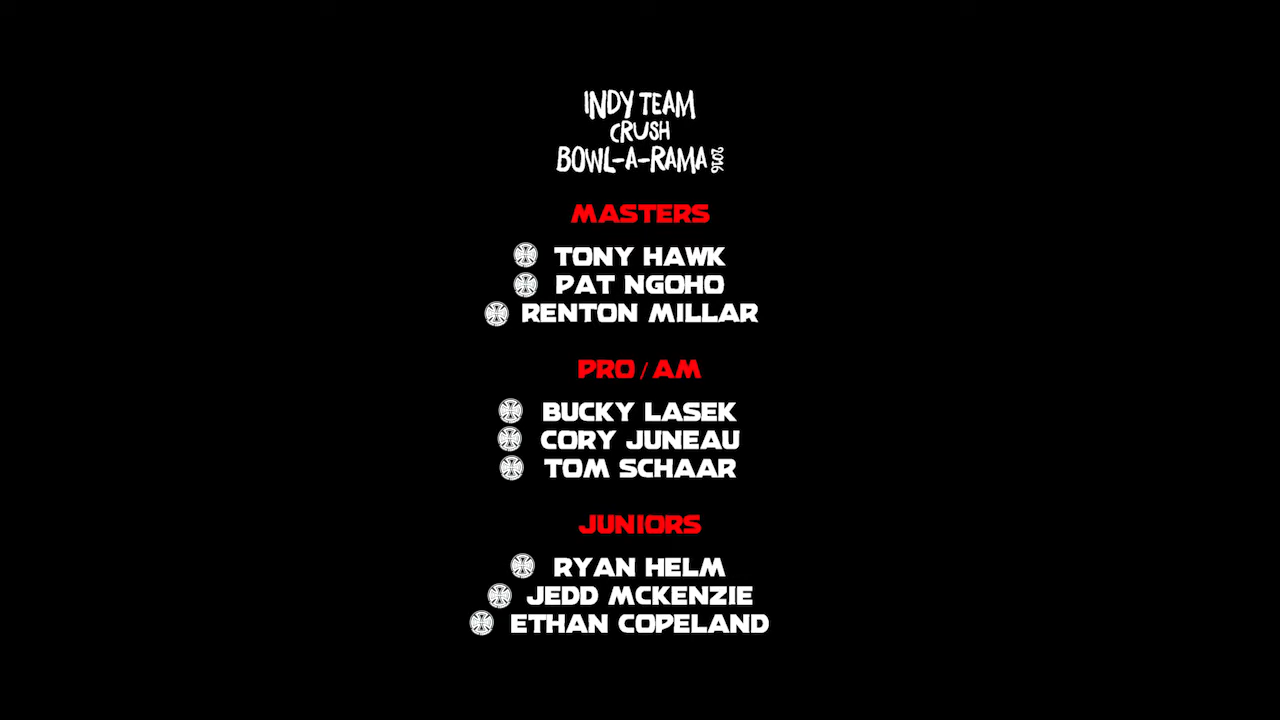 INDY TEAM
CRUSH
BOWL-A-RAMA 2016
MASTERS
TONY HAWK
PAT NGOHO
RENTON MILLAR
PRO / AM
BUCKY LASEK
CORY JUNEAU
TOM SCHAAR
JUNIORS
RYAN HELM
JEDD MCKENZIE
ETHAN COPELAND